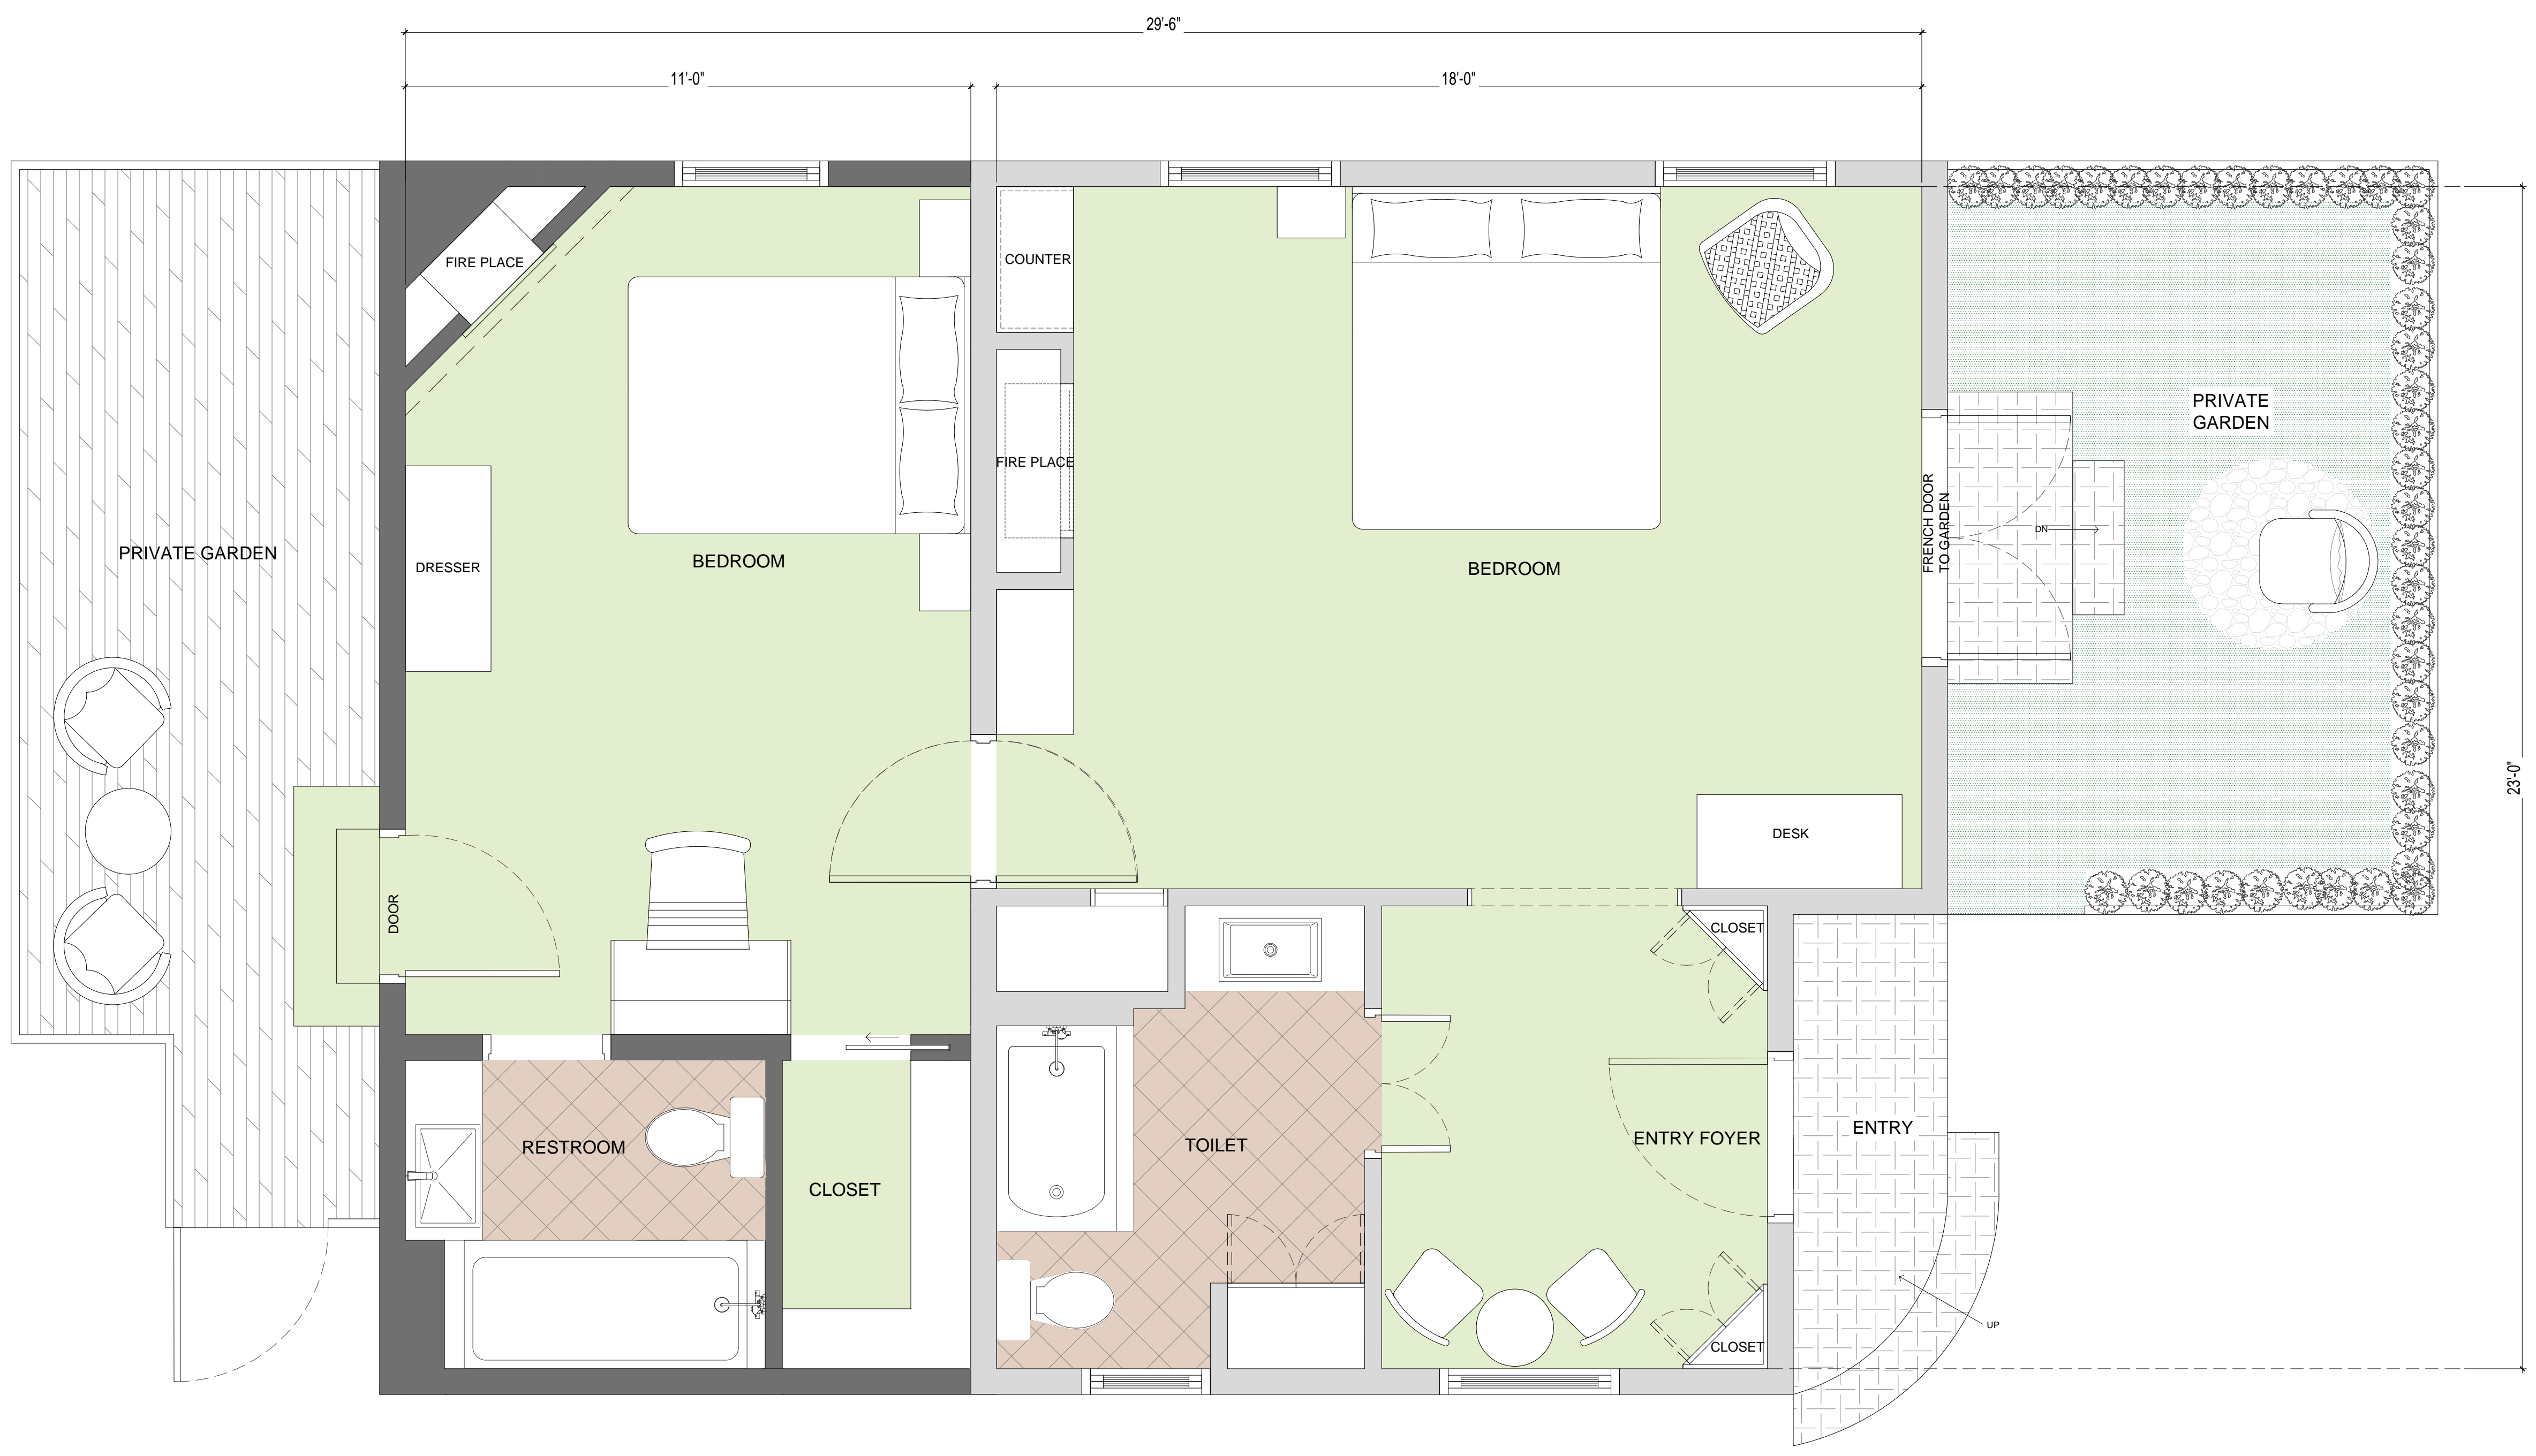 29'-6"
11'-0"
18'-0"
FIRE PLACE
COUNTER
PRIVATE
GARDEN
FIRE PLACE
FRENCH DOOR
TO GARDEN
DN
PRIVATE GARDEN
DRESSER
BEDROOM
BEDROOM
23'-0"
DESK
DOOR
CLOSET
RESTROOM
TOILET
ENTRY FOYER
ENTRY
CLOSET
UP
CLOSET